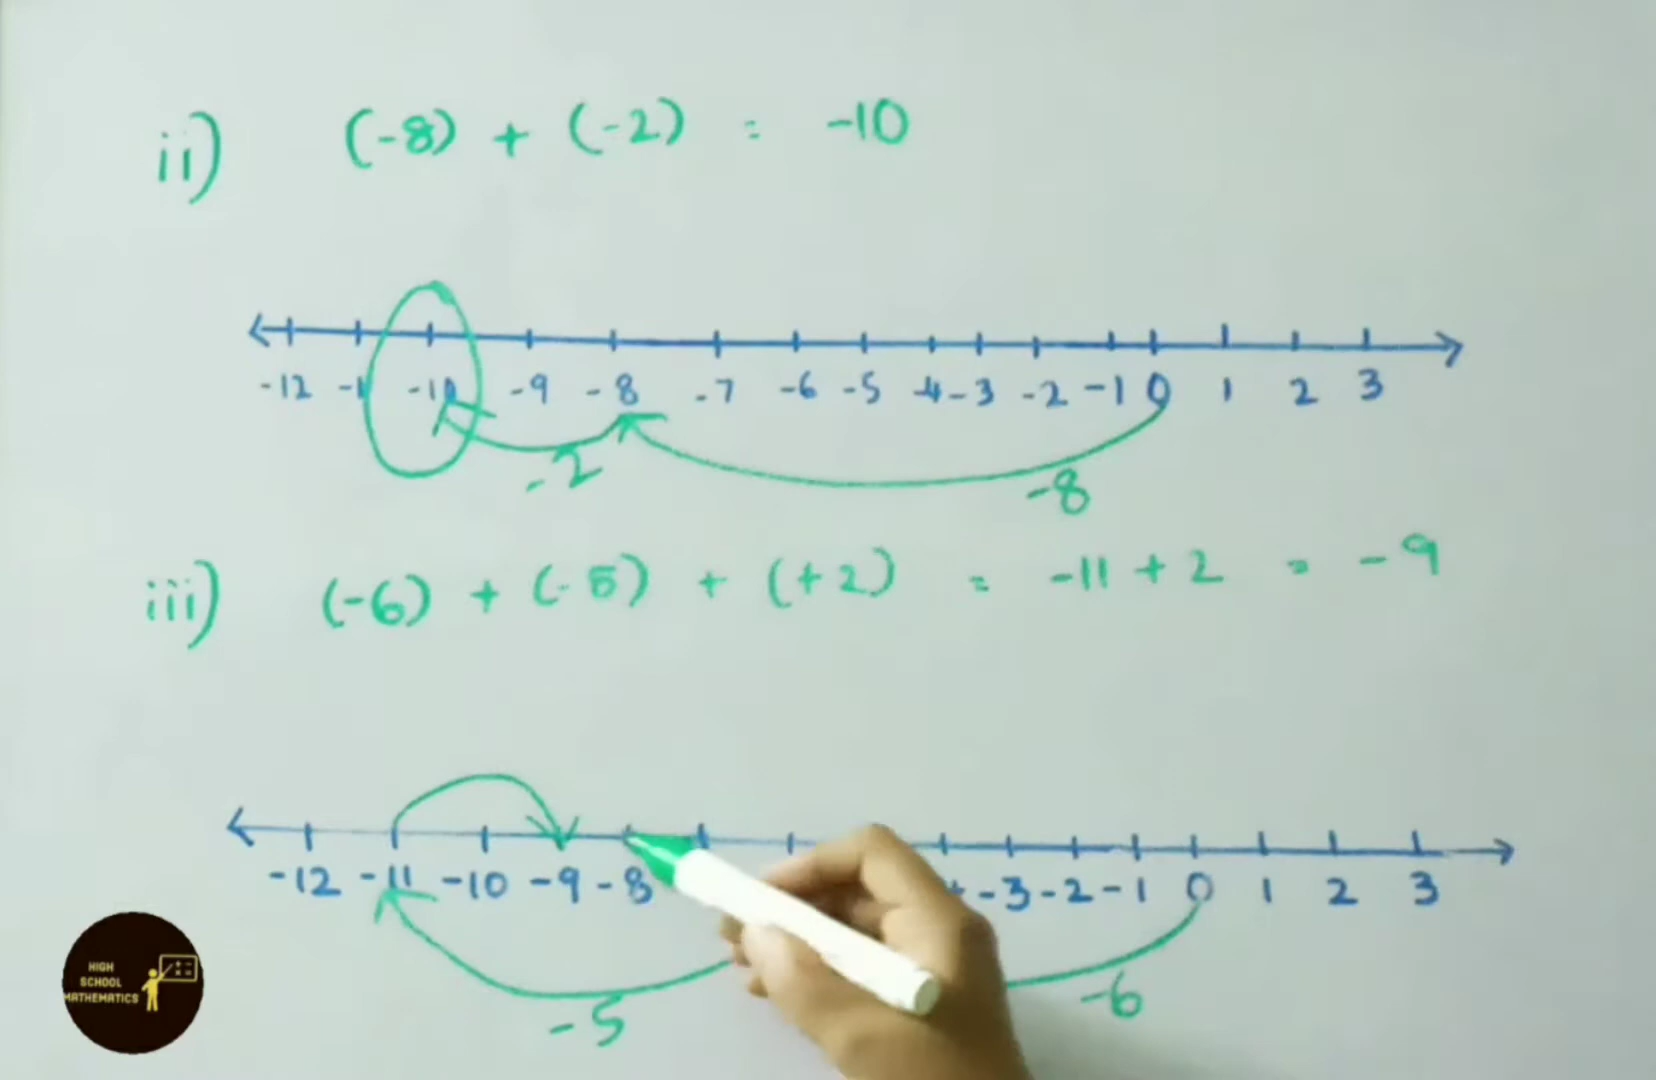 ii) (-8) + (-2) = -10
-12 -10 -9 -8 -7 -6 -5 -4 -3 -2 -1 0 1 2 3
-2
-8
iii) (-6) + (-5) + (+2) = -11 + 2 = -9
-12 -11 -10 -9 -8 -3 -2 -1 0 1 2 3
-5
-6
HIGH
SCHOOL
MATHEMATICS